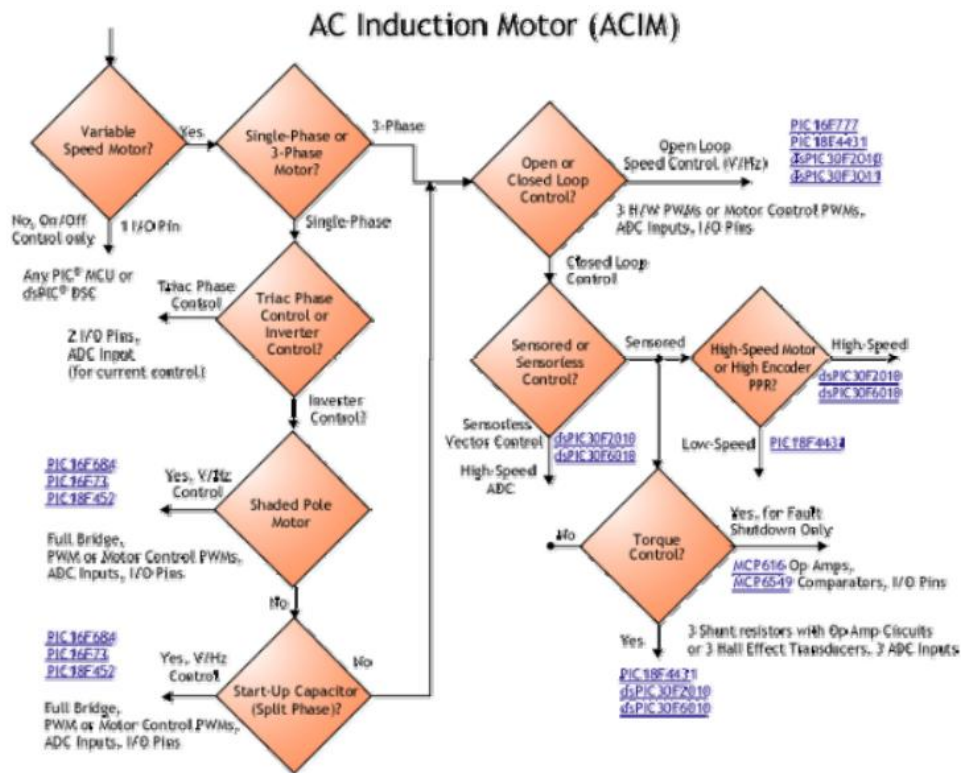 AC Induction Motor (ACIM)
Variable
Speed Motor?
Yes
Single-Phase or
3-Phase
Motor?
3-Phase
Open or
Closed Loop
Control?
Open Loop
Speed Control (V/Hz)
PIC16F777
PIC18F4431
dsPIC30F2010
dsPIC30F3011
3 H/W PWMs or Motor Control PWMs,
ADC Inputs, I/O Pins
No, On/Off
Control only
1 I/O Pin
Any PIC® MCU or
dsPIC® DSC
Single-Phase
Closed Loop
Control
Triac Phase
Control
Triac Phase
Control or
Inverter
Control?
2 I/O Pins,
ADC Input
(for current control)
Sensored or
Sensorless
Control?
Sensored
High-Speed Motor
or High Encoder
PPR?
High-Speed
dsPIC30F2010
dsPIC30F6010
Inverter
Control?
Sensorless
Vector Control
dsPIC30F2010
dsPIC30F6010
High-Speed
ADC
Low-Speed
PIC18F4431
PIC16F684
PIC16F73
PIC18F452
Yes, V/Hz
Control
Shaded Pole
Motor
Full Bridge,
PWM or Motor Control PWMs,
ADC Inputs, I/O Pins
No
Torque
Control?
Yes, for Fault
Shutdown Only
MCP616 Op Amps,
MCP6549 Comparators, I/O Pins
No
PIC16F684
PIC16F73
PIC18F452
Yes, V/Hz
Control
Start-Up Capacitor
(Split Phase)?
No
Full Bridge,
PWM or Motor Control PWMs,
ADC Inputs, I/O Pins
Yes
3 Shunt resistors with Op Amp Circuits
or 3 Hall Effect Transducers, 3 ADC Inputs
PIC18F4431
dsPIC30F2010
dsPIC30F6010